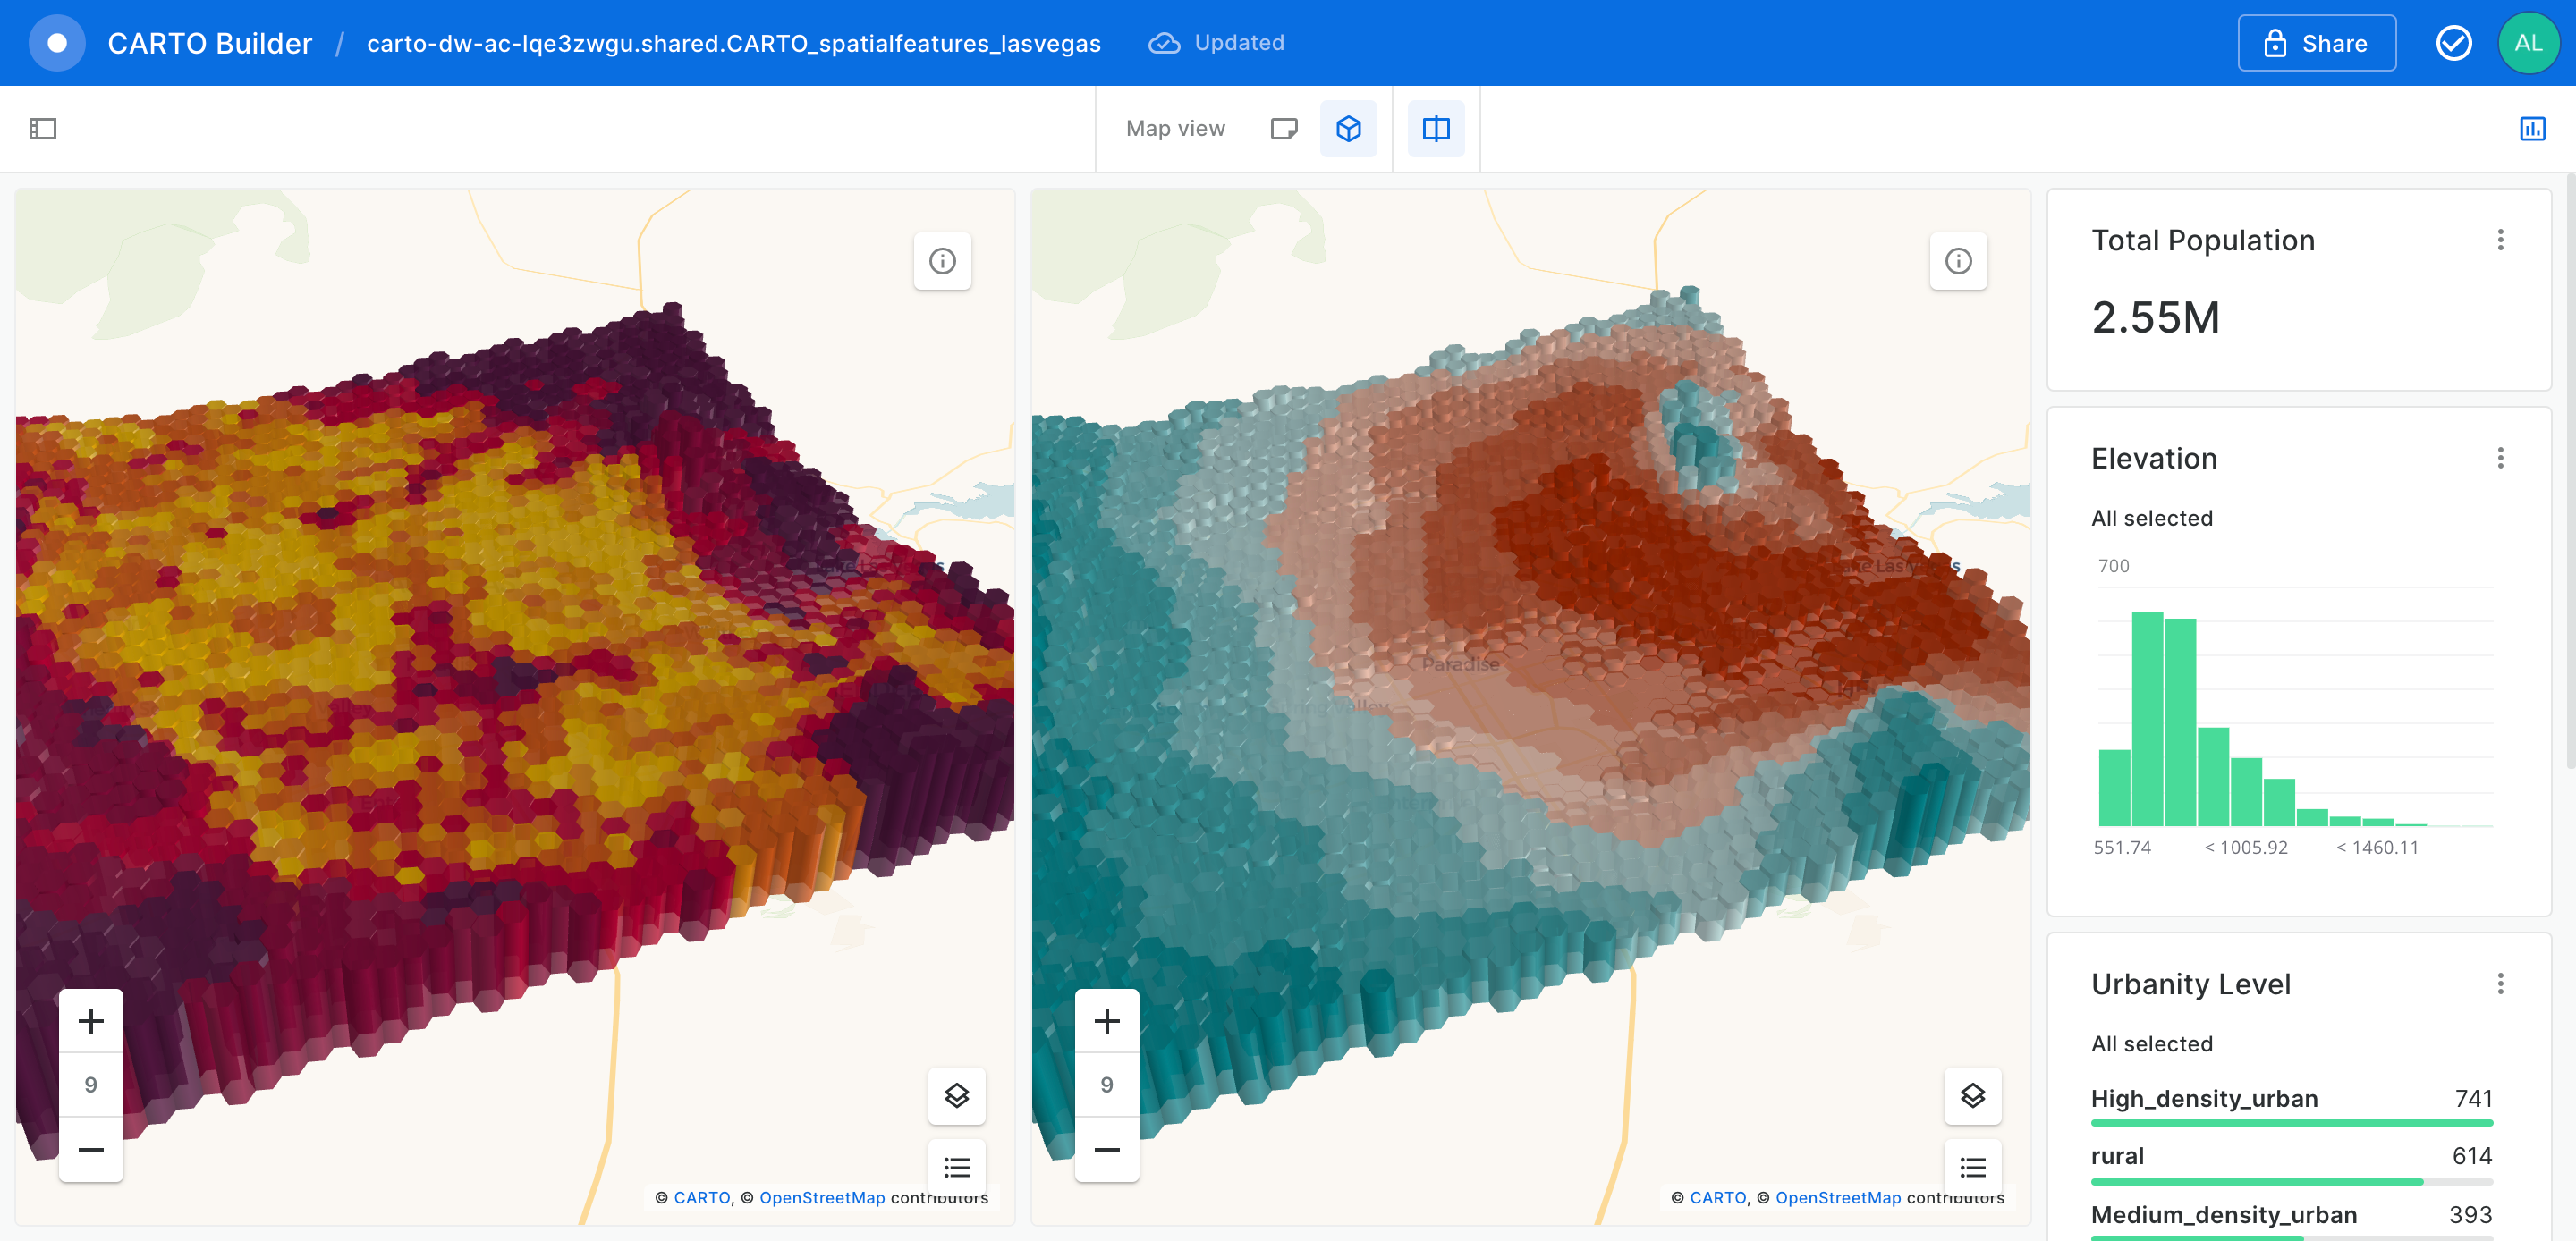 CARTO Builder / carto-dw-ac-lqe3zwgu.shared.CARTO_spatialfeatures_lasvegas Updated Share AL
Map view
Paradise
9
© CARTO, © OpenStreetMap contributors
9
© CARTO, © OpenStreetMap contributors
Total Population
2.55M
Elevation
All selected
700
551.74 < 1005.92 < 1460.11
Urbanity Level
All selected
High_density_urban 741
rural 614
Medium_density_urban 393